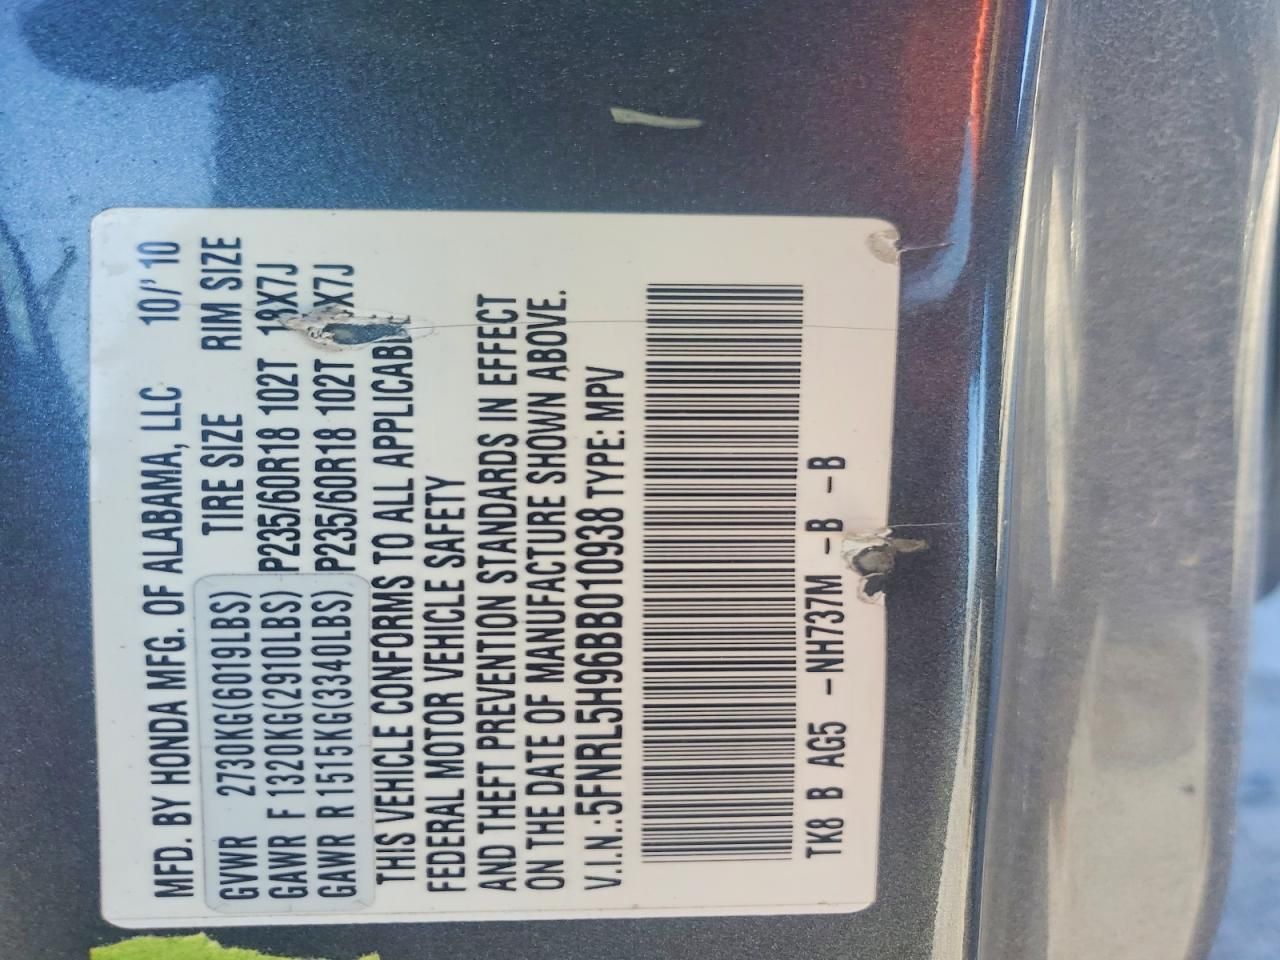 MFD. BY HONDA MFG. OF ALABAMA, LLC 10/'10
GVWR 2730KG(6019LBS) TIRE SIZE RIM SIZE
GAWR F 1320KG(2910LBS) P235/60R18 102T 18X7J
GAWR R 1515KG(3340LBS) P235/60R18 102T X7J
THIS VEHICLE CONFORMS TO ALL APPLICABL
FEDERAL MOTOR VEHICLE SAFETY
AND THEFT PREVENTION STANDARDS IN EFFECT
ON THE DATE OF MANUFACTURE SHOWN ABOVE.
V.I.N.:5FNRL5H96BB010938 TYPE: MPV
TK8 B AG5 -NH737M -B -B